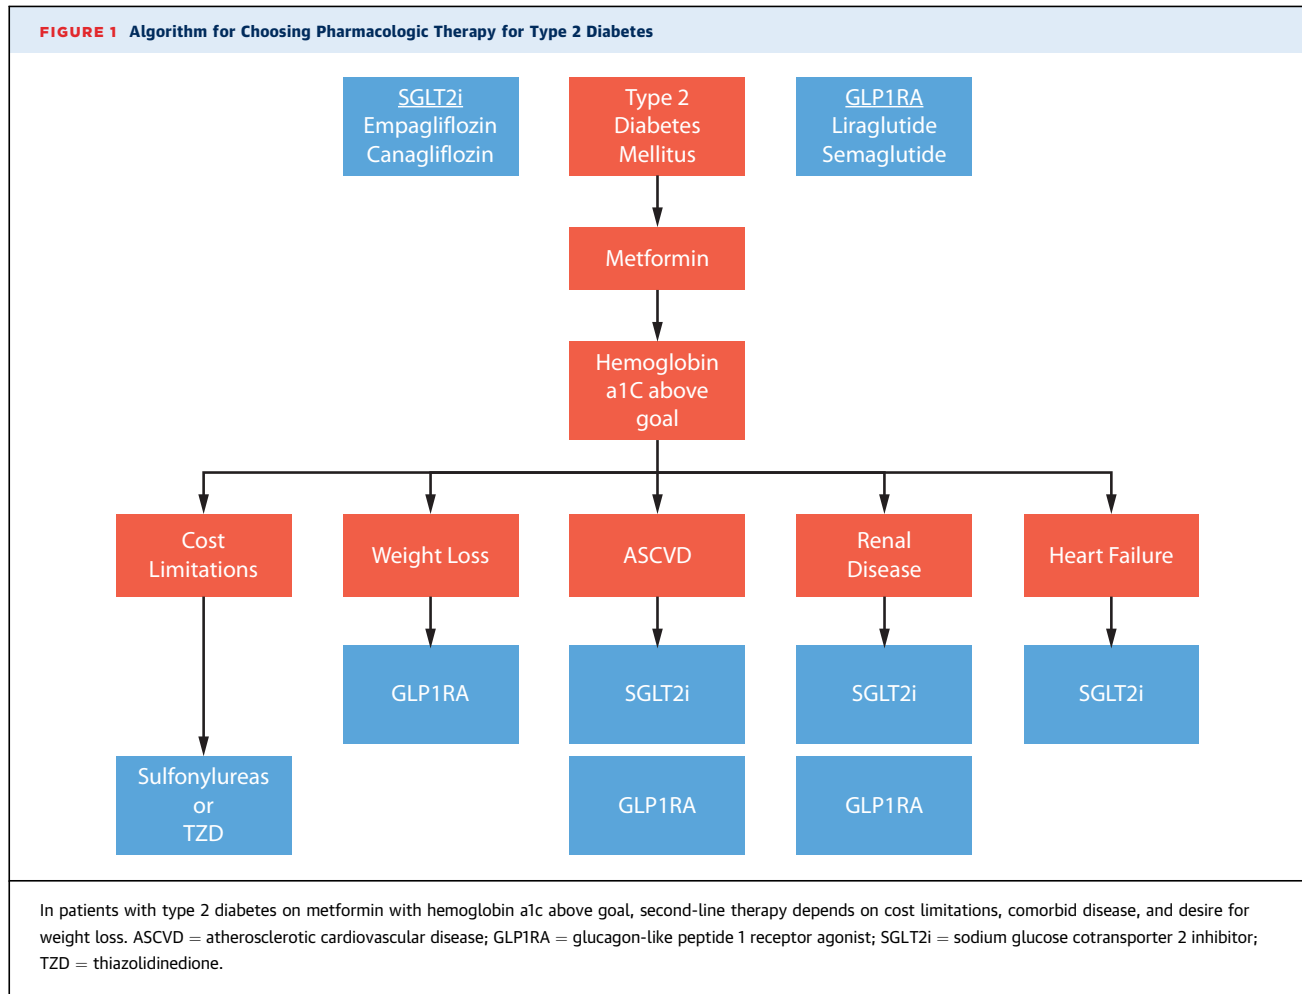 FIGURE 1 Algorithm for Choosing Pharmacologic Therapy for Type 2 Diabetes
SGLT2i
Empagliflozin
Canagliflozin
Type 2
Diabetes
Mellitus
GLP1RA
Liraglutide
Semaglutide
Metformin
Hemoglobin
a1C above
goal
Cost
Limitations
Weight Loss
ASCVD
Renal
Disease
Heart Failure
GLP1RA
SGLT2i
SGLT2i
SGLT2i
Sulfonylureas
or
TZD
GLP1RA
GLP1RA
In patients with type 2 diabetes on metformin with hemoglobin a1c above goal, second-line therapy depends on cost limitations, comorbid disease, and desire for
weight loss. ASCVD = atherosclerotic cardiovascular disease; GLP1RA = glucagon-like peptide 1 receptor agonist; SGLT2i = sodium glucose cotransporter 2 inhibitor;
TZD = thiazolidinedione.